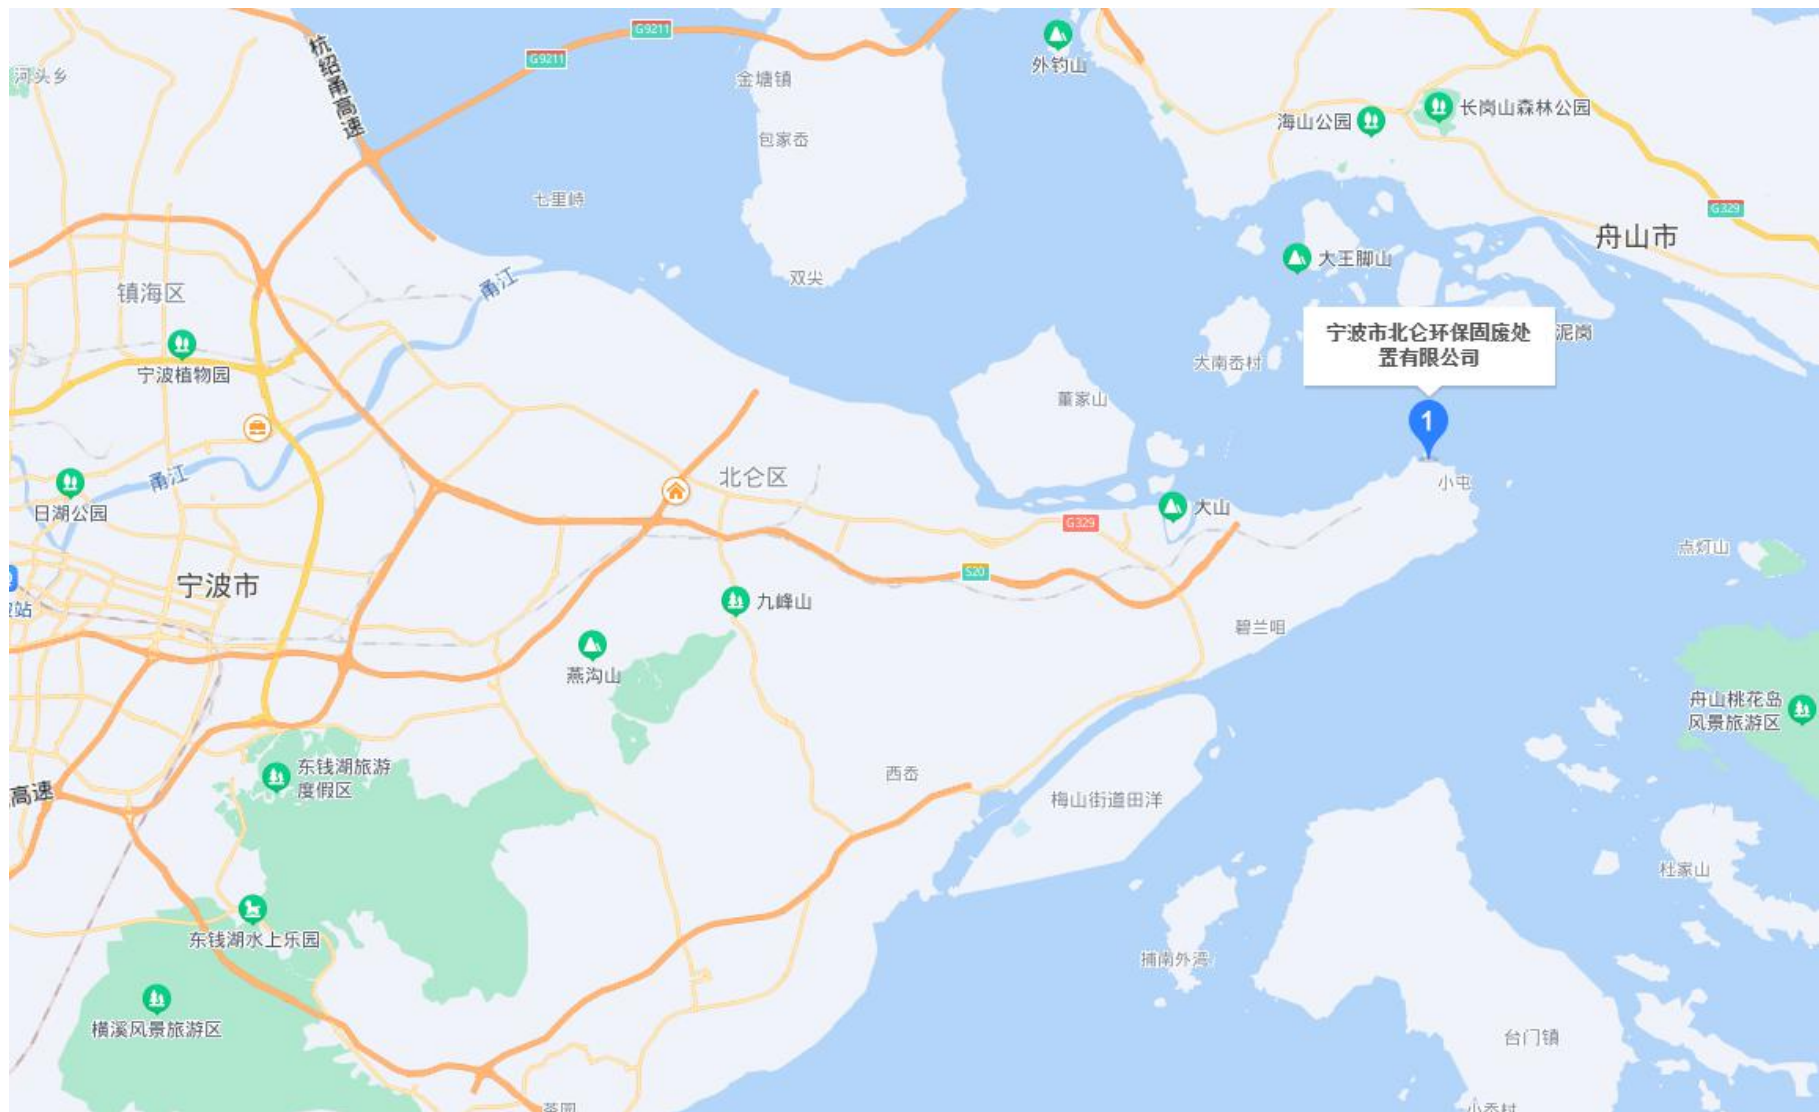 G9211
外钓山
杭绍甬高速
G9211
河头乡
金塘镇
长岗山森林公园
海山公园
包家岙
七里峙
G329
舟山市
大王脚山
双尖
甬江
镇海区
宁波市北仑环保固废处
置有限公司
泥岗
大南岙村
宁波植物园
董家山
1
北仑区
甬江
小屯
日湖公园
大山
G329
点灯山
S20
宁波市
站
九峰山
碧兰咀
燕沟山
舟山桃花岛
风景旅游区
东钱湖旅游
度假区
西岙
高速
梅山街道田洋
杜家山
东钱湖水上乐园
捕南外湾
横溪风景旅游区
台门镇